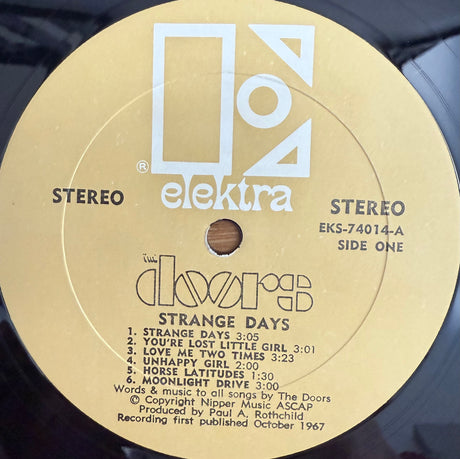 ®
elektra
STEREO
STEREO
EKS-74014-A
SIDE ONE
THE
doors
STRANGE DAYS
1. STRANGE DAYS 3:05
2. YOU'RE LOST LITTLE GIRL 3:01
3. LOVE ME TWO TIMES 3:23
4. UNHAPPY GIRL 2:00
5. HORSE LATITUDES 1:30
6. MOONLIGHT DRIVE 3:00
Words & music to all songs by The Doors
© Copyright Nipper Music ASCAP
Produced by Paul A. Rothchild
Recording first published October 1967